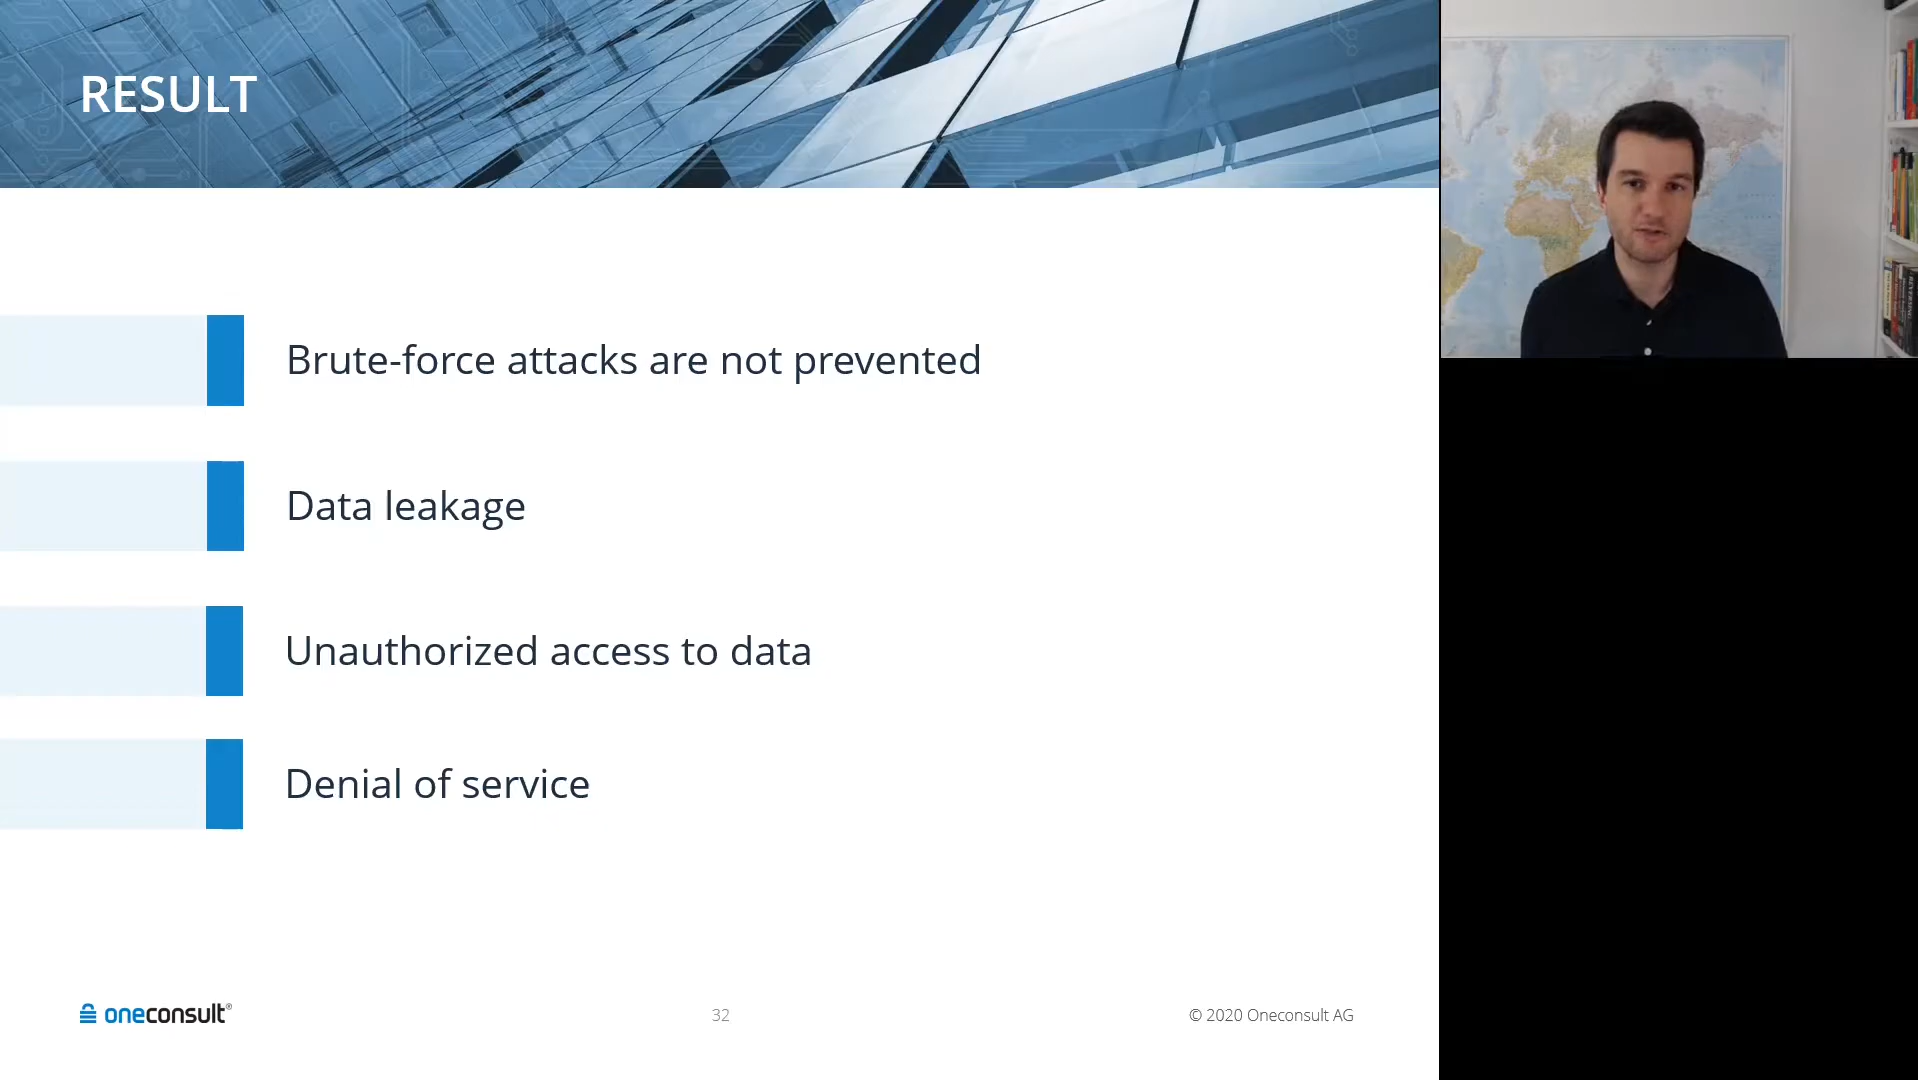 RESULT
Brute-force attacks are not prevented
Data leakage
Unauthorized access to data
Denial of service
oneconsult®
32
© 2020 Oneconsult AG